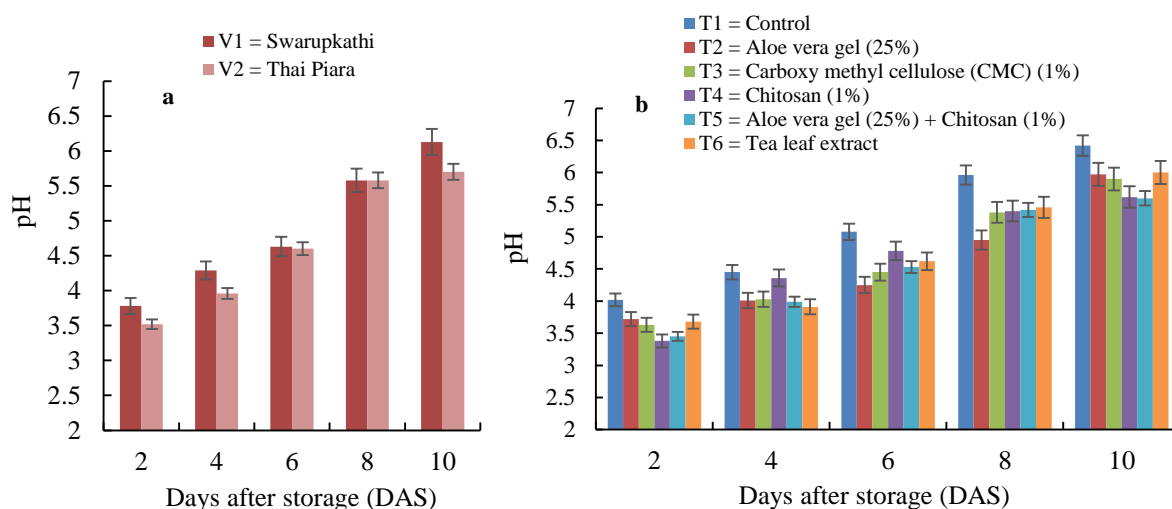 V1 = Swarupkathi
V2 = Thai Piara
a
7
6.5
6
5.5
5
4.5
4
3.5
3
2.5
2
pH
2 4 6 8 10
Days after storage (DAS)
T1 = Control
T2 = Aloe vera gel (25%)
T3 = Carboxy methyl cellulose (CMC) (1%)
T4 = Chitosan (1%)
T5 = Aloe vera gel (25%) + Chitosan (1%)
T6 = Tea leaf extract
b
7
6.5
6
5.5
5
4.5
4
3.5
3
2.5
2
pH
2 4 6 8 10
Days after storage (DAS)